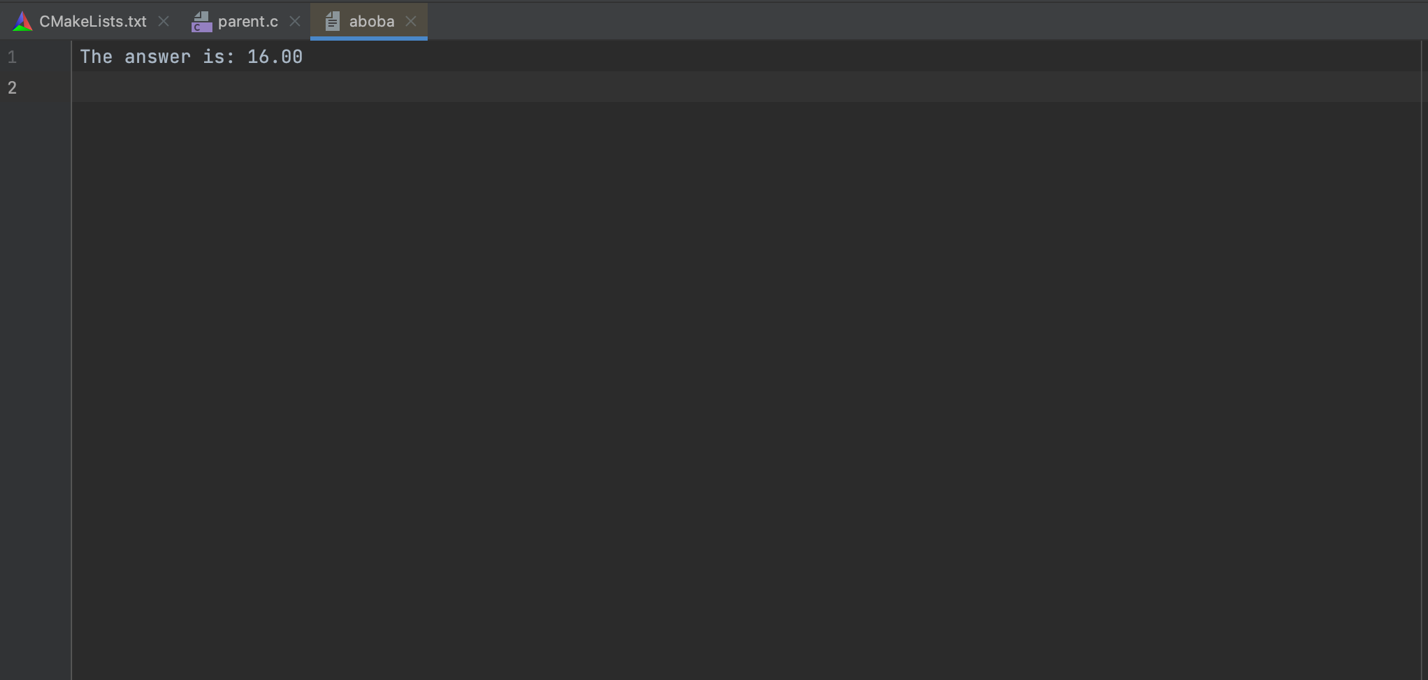 CMakeLists.txt parent.c aboba
1 The answer is: 16.00
2